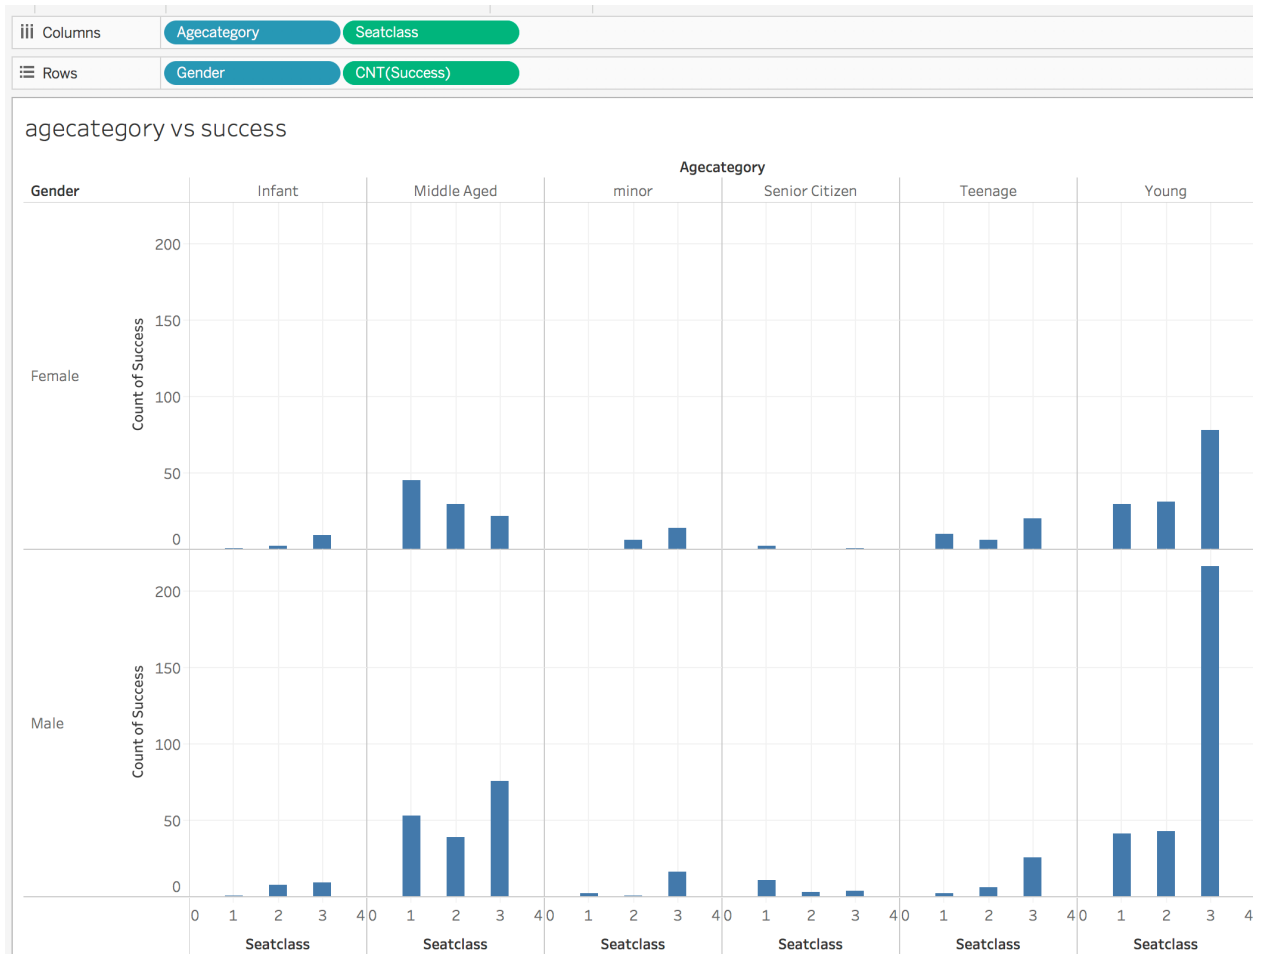 Columns Agecategory Seatclass
Rows Gender CNT(Success)
agecategory vs success
Agecategory
Gender Infant Middle Aged minor Senior Citizen Teenage Young
Female
Count of Success
200
150
100
50
0
Male
Count of Success
200
150
100
50
0
0 1 2 3 4 0 1 2 3 4 0 1 2 3 4 0 1 2 3 4 0 1 2 3 4 0 1 2 3 4
Seatclass Seatclass Seatclass Seatclass Seatclass Seatclass